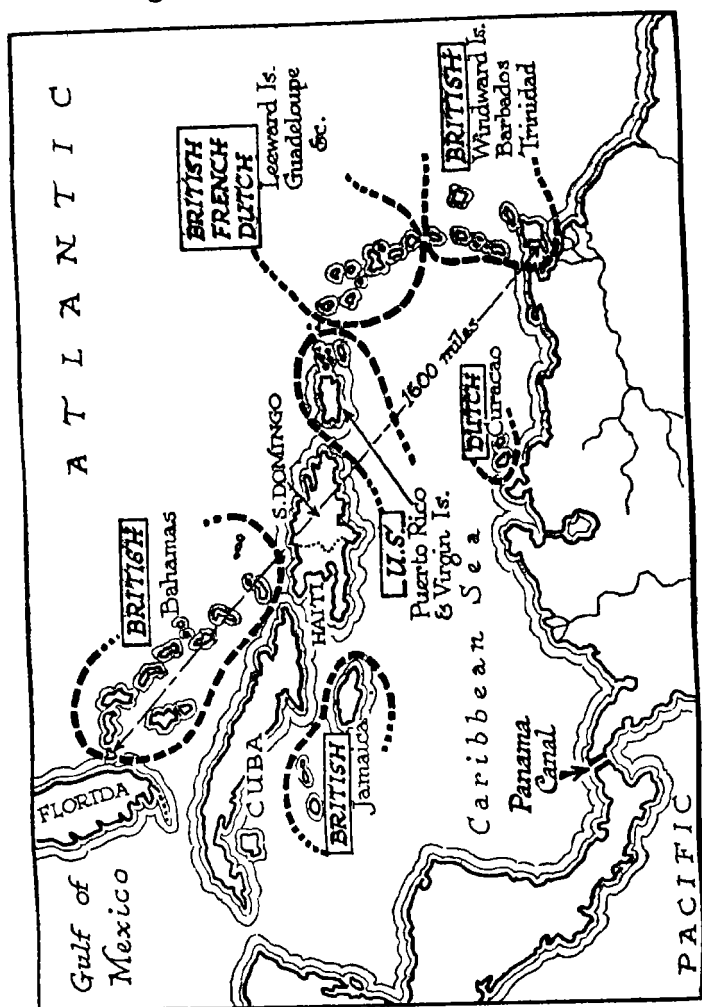 ATLANTIC
Gulf of
Mexico
FLORIDA
BRITISH
Bahamas
BRITISH
FRENCH
DUTCH
Leeward Is.
Guadeloupe
&c.
BRITISH
Windward Is.
Barbados
Trinidad
CUBA
HAITI
S. DOMINGO
BRITISH
Jamaica
U.S.
Puerto Rico
& Virgin Is.
1600 miles
DUTCH
Curacao
Caribbean Sea
Panama
Canal
PACIFIC